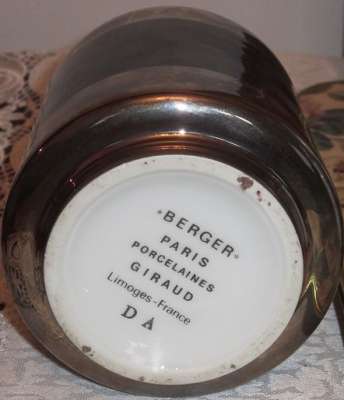 "BERGER"
PARIS
PORCELAINES
GIRAUD
Limoges-France
D A